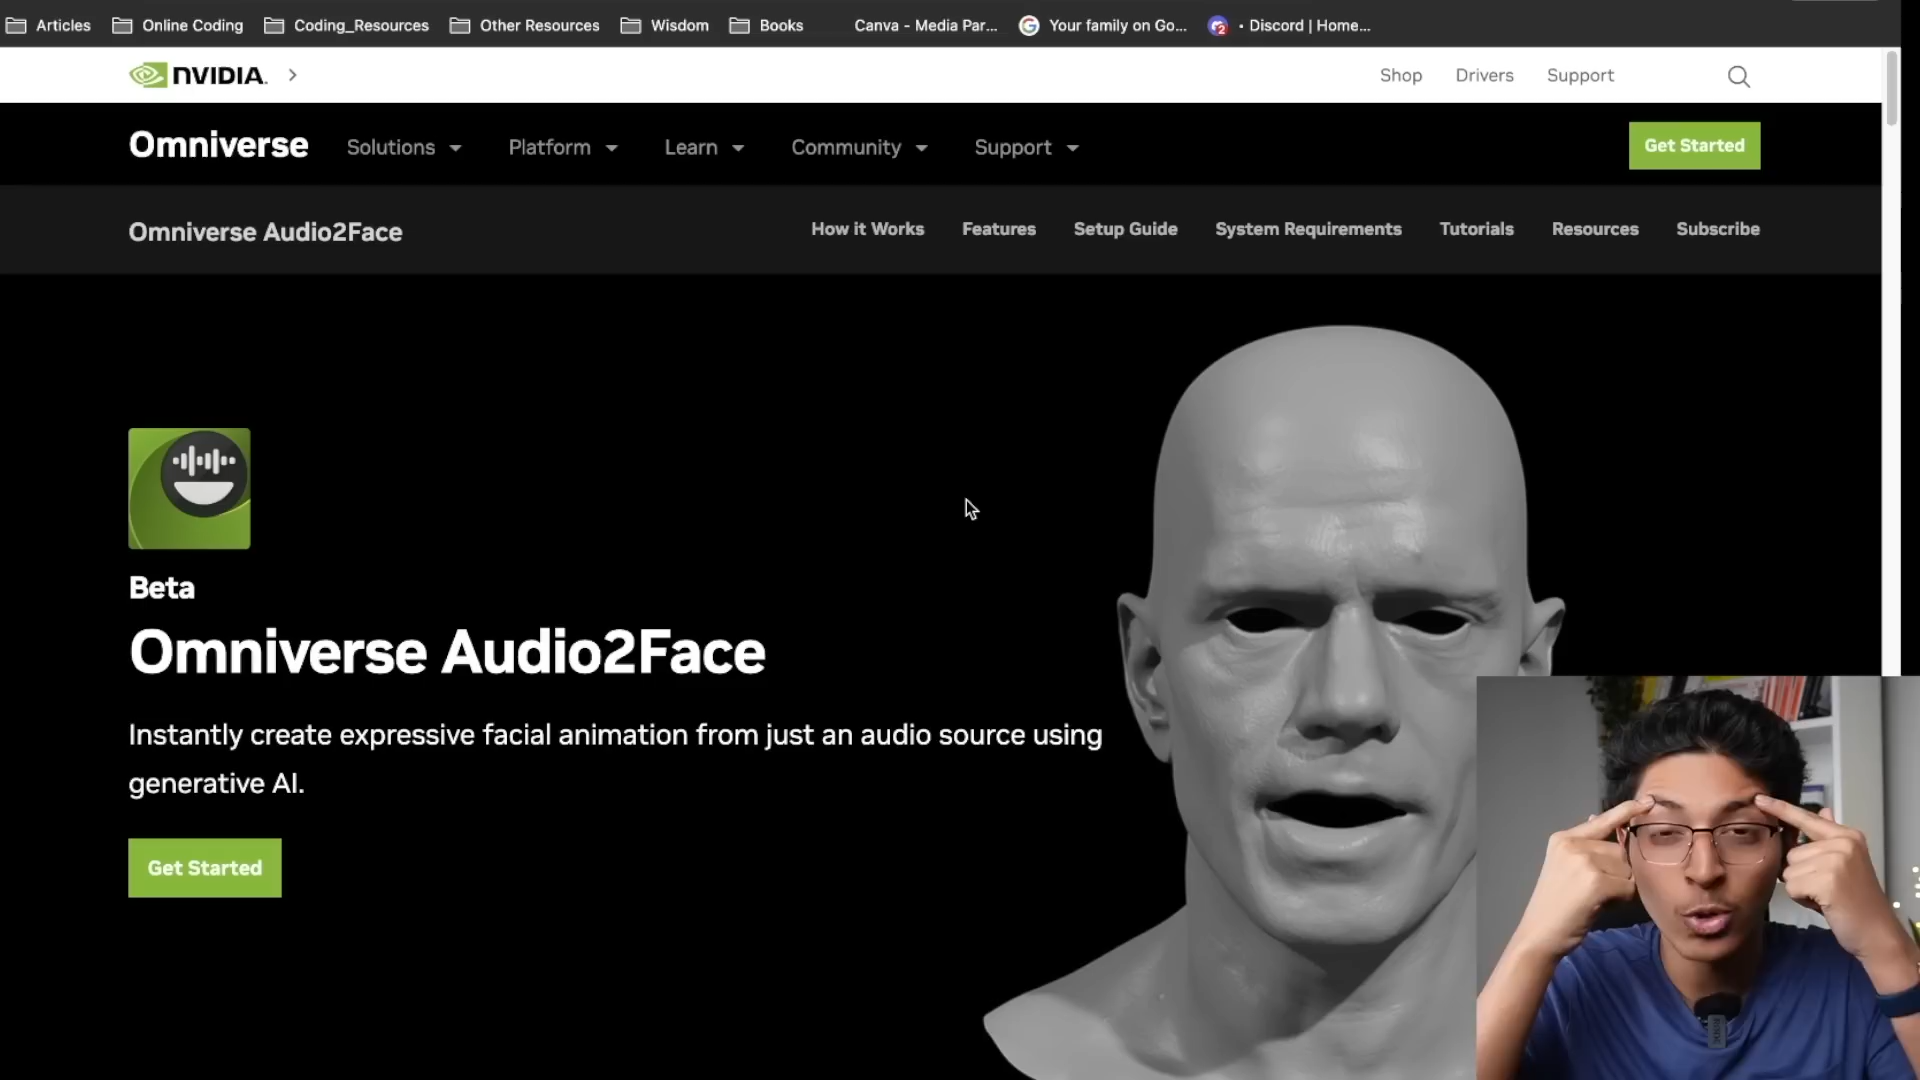 Articles Online Coding Coding_Resources Other Resources Wisdom Books Canva - Media Par... Your family on Go... 2 • Discord | Home...
NVIDIA. Shop Drivers Support
Omniverse Solutions Platform Learn Community Support Get Started
Omniverse Audio2Face How it Works Features Setup Guide System Requirements Tutorials Resources Subscribe
Beta
Omniverse Audio2Face
Instantly create expressive facial animation from just an audio source using
generative AI.
Get Started